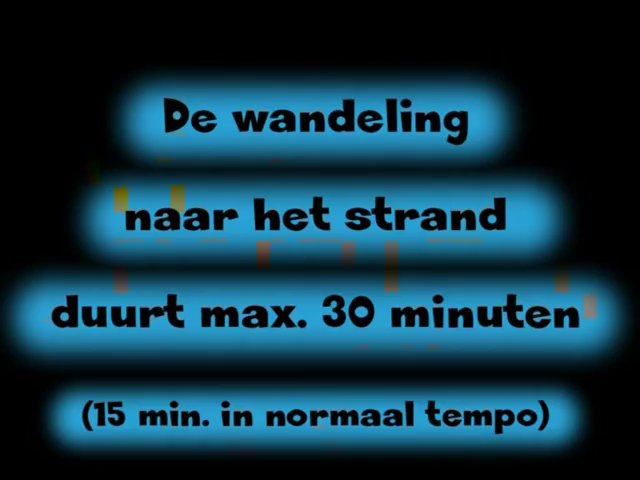 De wandeling
naar het strand
duurt max. 30 minuten
(15 min. in normaal tempo)